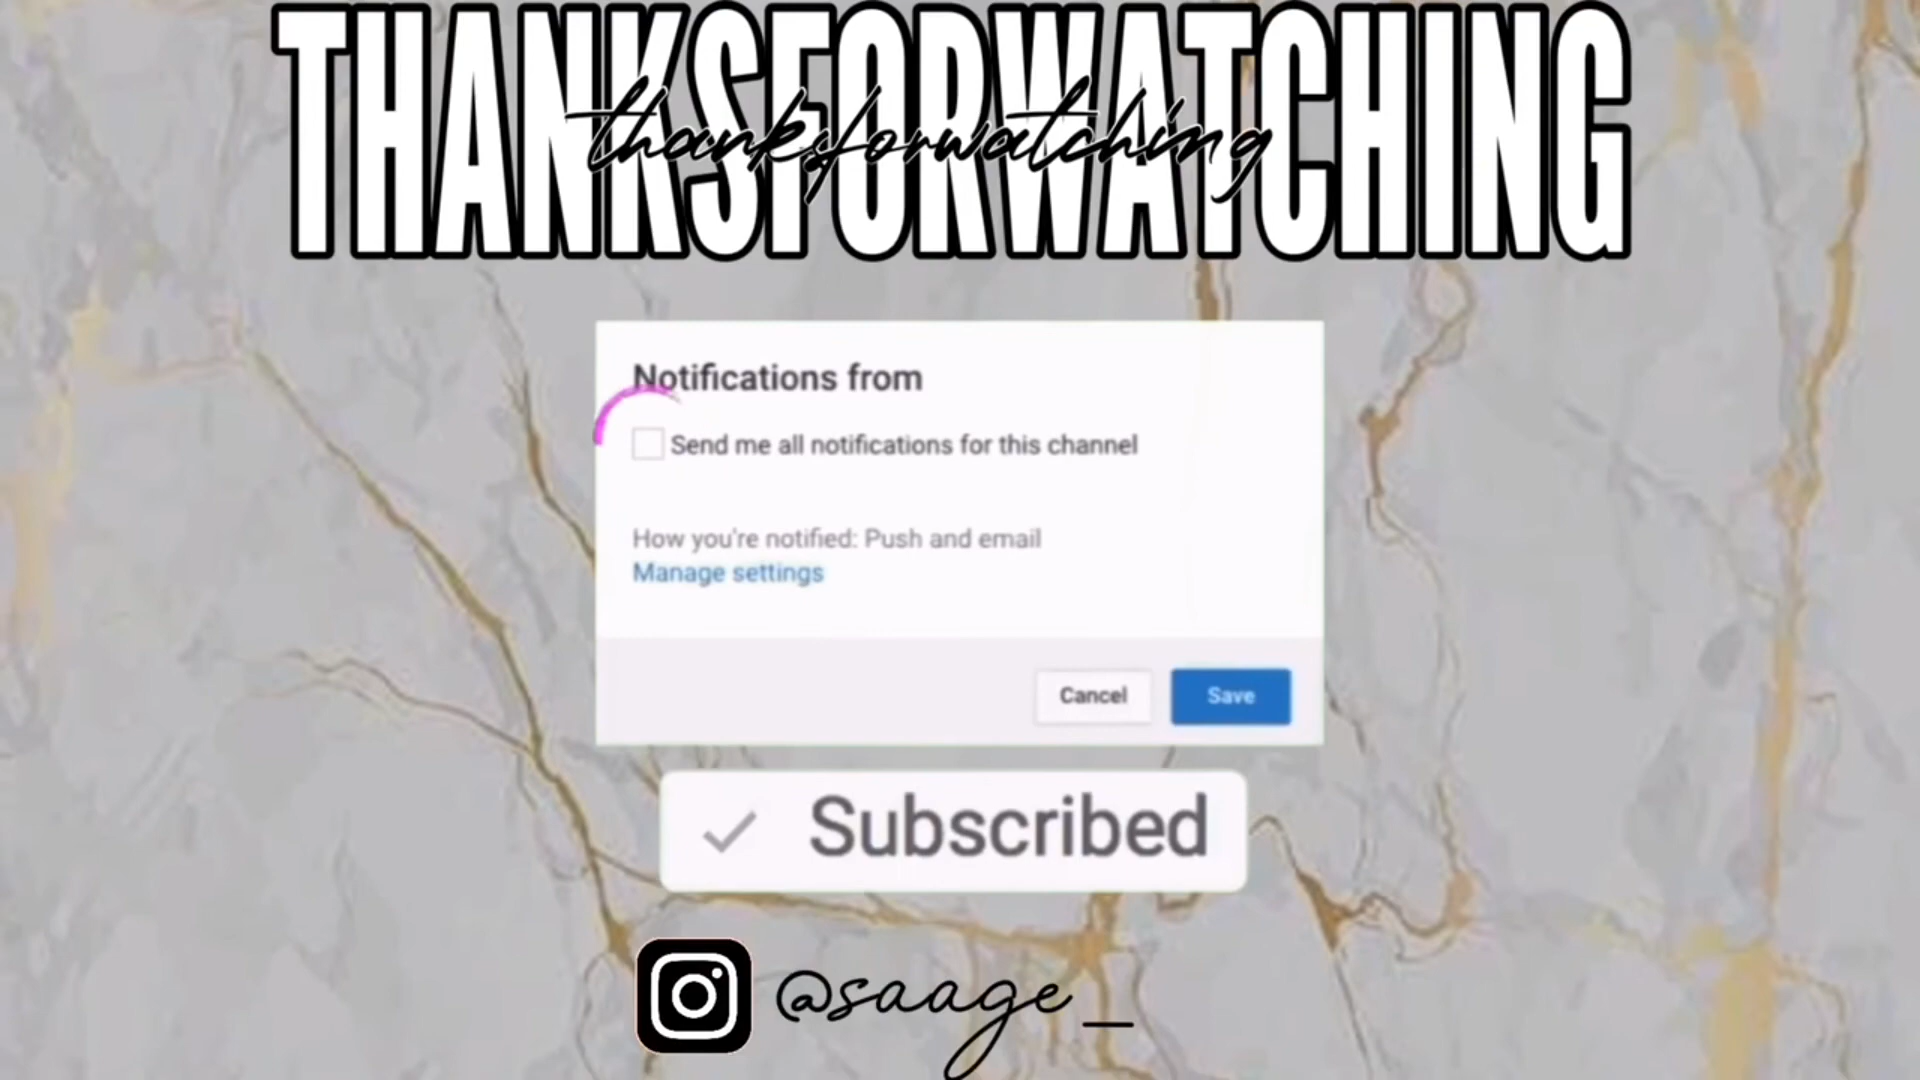 THANKSFORWATCHING
thanksforwatching
Notifications from
Send me all notifications for this channel
How you're notified: Push and email
Manage settings
Cancel
Save
Subscribed
@saage_